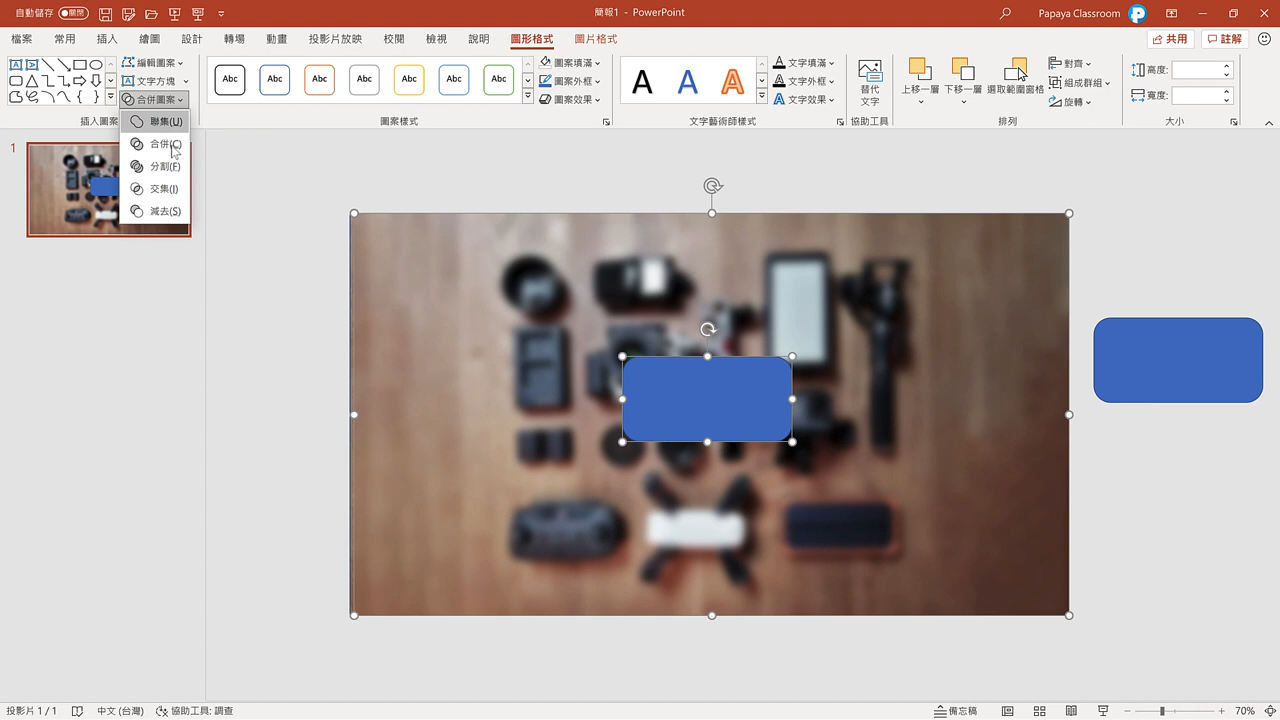 自動儲存 關閉
簡報1 - PowerPoint
Papaya Classroom
檔案 常用 插入 繪圖 設計 轉場 動畫 投影片放映 校閱 檢視 說明 圖形格式 圖片格式
共用 註解
編輯圖案
文字方塊
合併圖案
插入圖案
聯集(U)
合併(C)
分割(F)
交集(I)
減去(S)
Abc Abc Abc Abc Abc Abc Abc
圖案填滿
圖案外框
圖案效果
圖案樣式
A A A
文字填滿
文字外框
文字效果
文字藝術師樣式
替代
文字
協助工具
上移一層 下移一層 選取範圍窗格
對齊
組成群組
旋轉
排列
高度:
寬度:
大小
1
投影片 1 / 1 中文 (台灣) 協助工具: 調查
備忘稿
70%